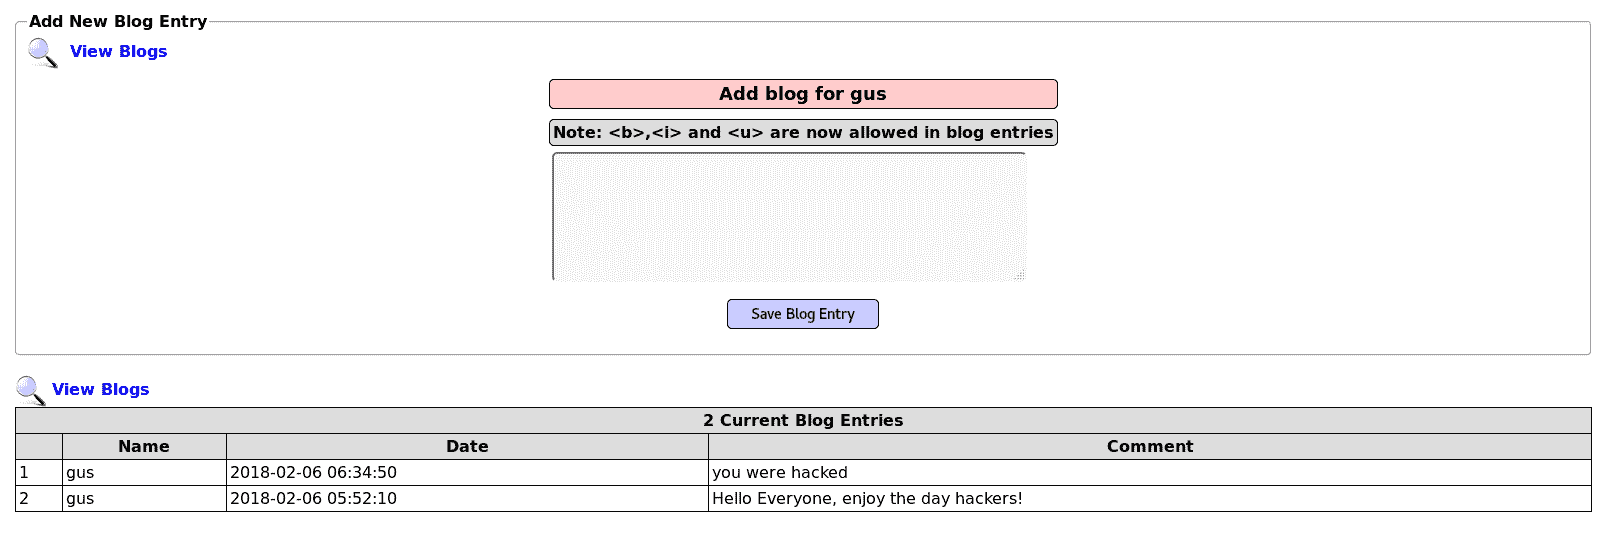 Add New Blog Entry
View Blogs
Add blog for gus
Note: <b>,<i> and <u> are now allowed in blog entries
Save Blog Entry
View Blogs
2 Current Blog Entries
Name Date Comment
1 gus 2018-02-06 06:34:50 you were hacked
2 gus 2018-02-06 05:52:10 Hello Everyone, enjoy the day hackers!